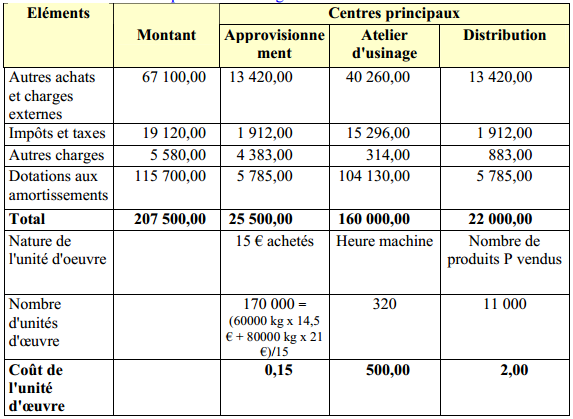 Eléments
Centres principaux
Montant
Approvisionne
ment
Atelier
d'usinage
Distribution
Autres achats
et charges
externes
67 100,00 13 420,00 40 260,00 13 420,00
Impôts et taxes 19 120,00 1 912,00 15 296,00 1 912,00
Autres charges 5 580,00 4 383,00 314,00 883,00
Dotations aux
amortissements
115 700,00 5 785,00 104 130,00 5 785,00
Total 207 500,00 25 500,00 160 000,00 22 000,00
Nature de
l'unité d'oeuvre
15 € achetés
Heure machine
Nombre de
produits P vendus
Nombre
d'unités
d'œuvre
170 000 =
(60000 kg x 14,5
€ + 80000 kg x 21
€)/15
320
11 000
Coût de
l'unité
d'œuvre
0,15 500,00 2,00